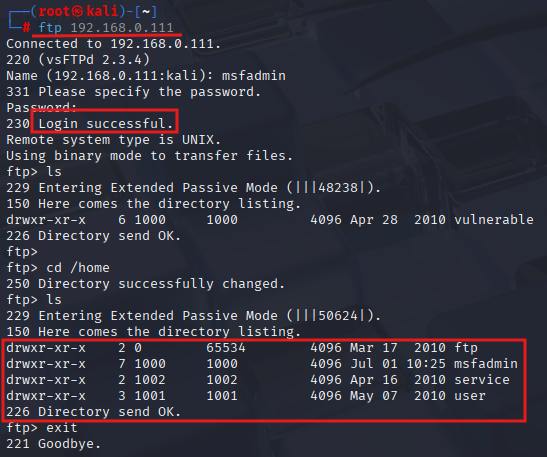 ┌──(root㉿kali)-[~]
└─# ftp 192.168.0.111
Connected to 192.168.0.111.
220 (vsFTPd 2.3.4)
Name (192.168.0.111:kali): msfadmin
331 Please specify the password.
Password:
230 Login successful.
Remote system type is UNIX.
Using binary mode to transfer files.
ftp> ls
229 Entering Extended Passive Mode (|||48238|).
150 Here comes the directory listing.
drwxr-xr-x    6 1000     1000         4096 Apr 28  2010 vulnerable
226 Directory send OK.
ftp>
ftp> cd /home
250 Directory successfully changed.
ftp> ls
229 Entering Extended Passive Mode (|||50624|).
150 Here comes the directory listing.
drwxr-xr-x    2 0        65534        4096 Mar 17  2010 ftp
drwxr-xr-x    7 1000     1000         4096 Jul 01 10:25 msfadmin
drwxr-xr-x    2 1002     1002         4096 Apr 16  2010 service
drwxr-xr-x    3 1001     1001         4096 May 07  2010 user
226 Directory send OK.
ftp> exit
221 Goodbye.